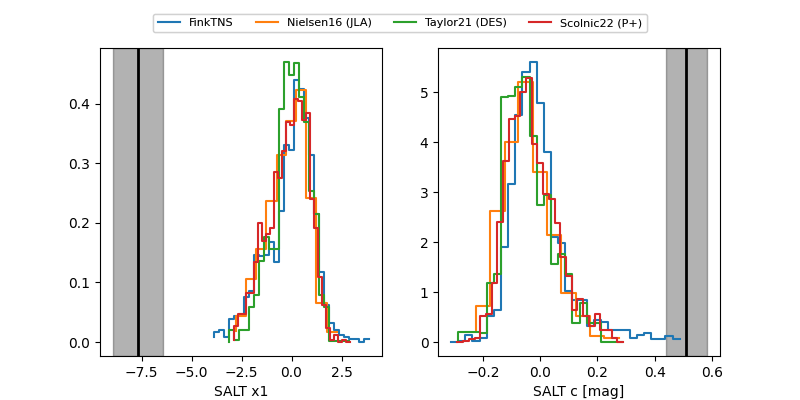 FinkTNS Nielsen16 (JLA) Taylor21 (DES) Scolnic22 (P+)
0.4
0.3
0.2
0.1
0.0
−7.5 −5.0 −2.5 0.0 2.5
SALT x1
5
4
3
2
1
0
−0.2 0.0 0.2 0.4 0.6
SALT c [mag]